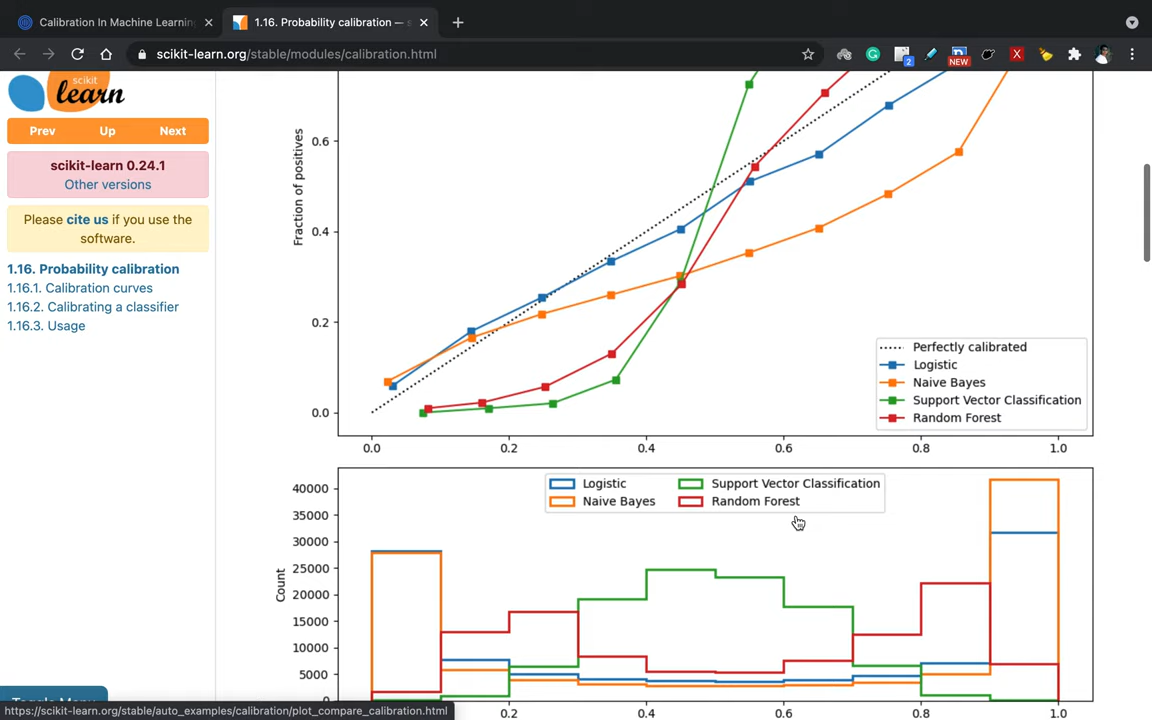 Calibration In Machine Learning
1.16. Probability calibration — s
scikit-learn.org/stable/modules/calibration.html
2
NEW
X
scikit
learn
Prev Up Next
scikit-learn 0.24.1
Other versions
Please cite us if you use the
software.
1.16. Probability calibration
1.16.1. Calibration curves
1.16.2. Calibrating a classifier
1.16.3. Usage
Fraction of positives
0.6
0.4
0.2
0.0
Perfectly calibrated
Logistic
Naive Bayes
Support Vector Classification
Random Forest
0.0 0.2 0.4 0.6 0.8 1.0
Logistic Support Vector Classification
Naive Bayes Random Forest
Count
40000
35000
30000
25000
20000
15000
10000
5000
0
0.2 0.4 0.6 0.8 1.0
Toggle Menu
https://scikit-learn.org/stable/auto_examples/calibration/plot_compare_calibration.html